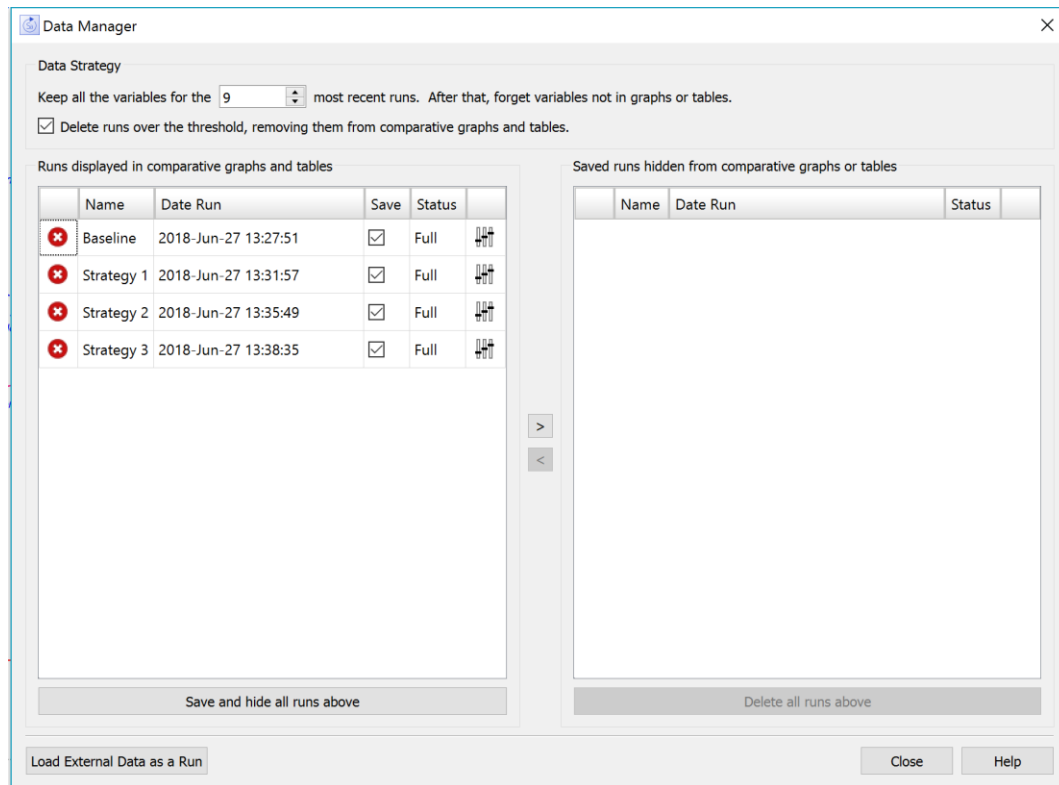 Data Manager
Data Strategy
Keep all the variables for the 9 most recent runs. After that, forget variables not in graphs or tables.
Delete runs over the threshold, removing them from comparative graphs and tables.
Runs displayed in comparative graphs and tables
Name Date Run Save Status
Baseline 2018-Jun-27 13:27:51 Full
Strategy 1 2018-Jun-27 13:31:57 Full
Strategy 2 2018-Jun-27 13:35:49 Full
Strategy 3 2018-Jun-27 13:38:35 Full
Save and hide all runs above
>
<
Saved runs hidden from comparative graphs or tables
Name Date Run Status
Delete all runs above
Load External Data as a Run
Close Help